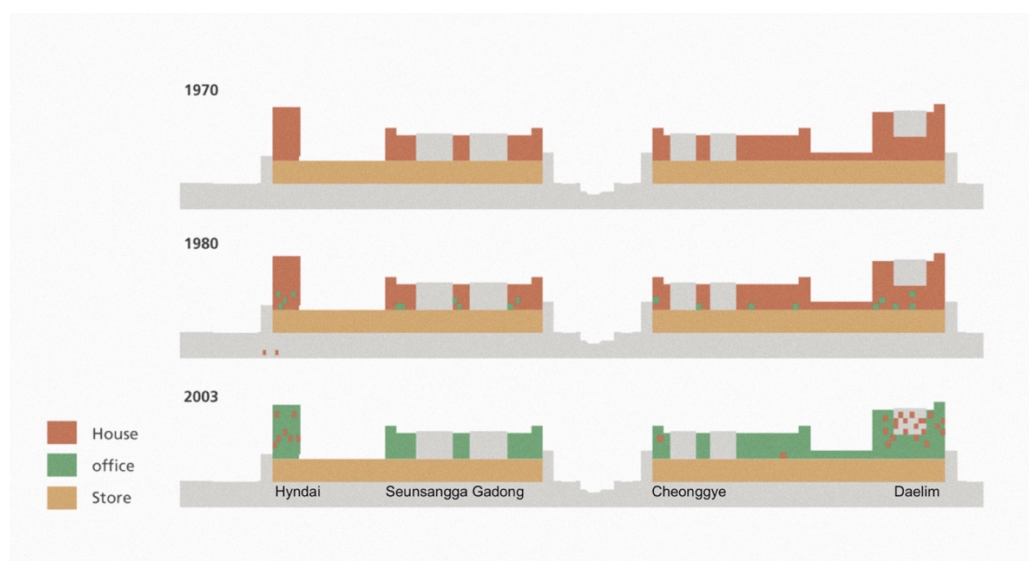 1970
1980
2003
House
office
Store
Hyndai
Seunsangga Gadong
Cheonggye
Daelim